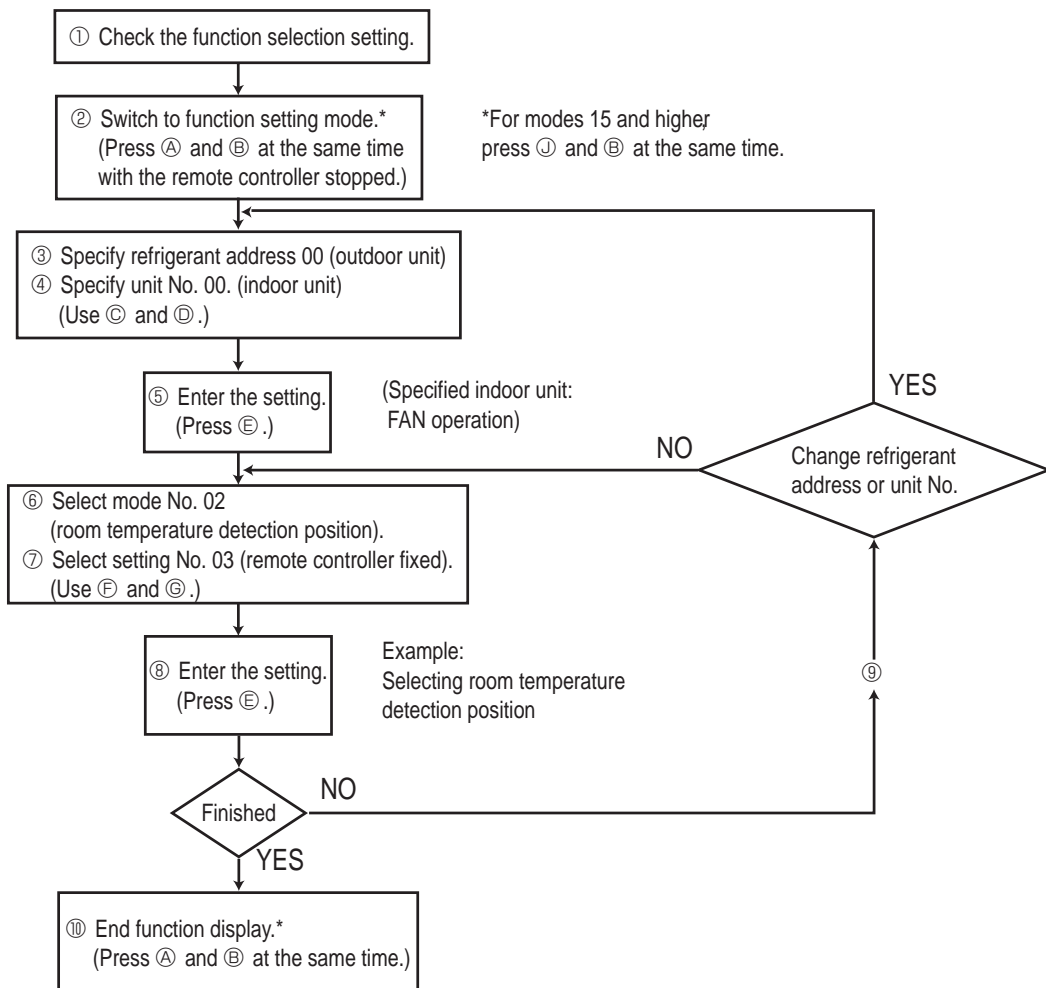 ① Check the function selection setting.
② Switch to function setting mode.*
(Press Ⓐ and Ⓑ at the same time
with the remote controller stopped.)
*For modes 15 and higher,
press Ⓙ and Ⓑ at the same time.
③ Specify refrigerant address 00 (outdoor unit)
④ Specify unit No. 00. (indoor unit)
(Use Ⓒ and Ⓓ.)
⑤ Enter the setting.
(Press Ⓔ.)
(Specified indoor unit:
FAN operation)
YES
NO
Change refrigerant
address or unit No.
⑥ Select mode No. 02
(room temperature detection position).
⑦ Select setting No. 03 (remote controller fixed).
(Use Ⓕ and Ⓖ.)
⑧ Enter the setting.
(Press Ⓔ.)
Example:
Selecting room temperature
detection position
⑨
Finished
NO
YES
⑩ End function display.*
(Press Ⓐ and Ⓑ at the same time.)